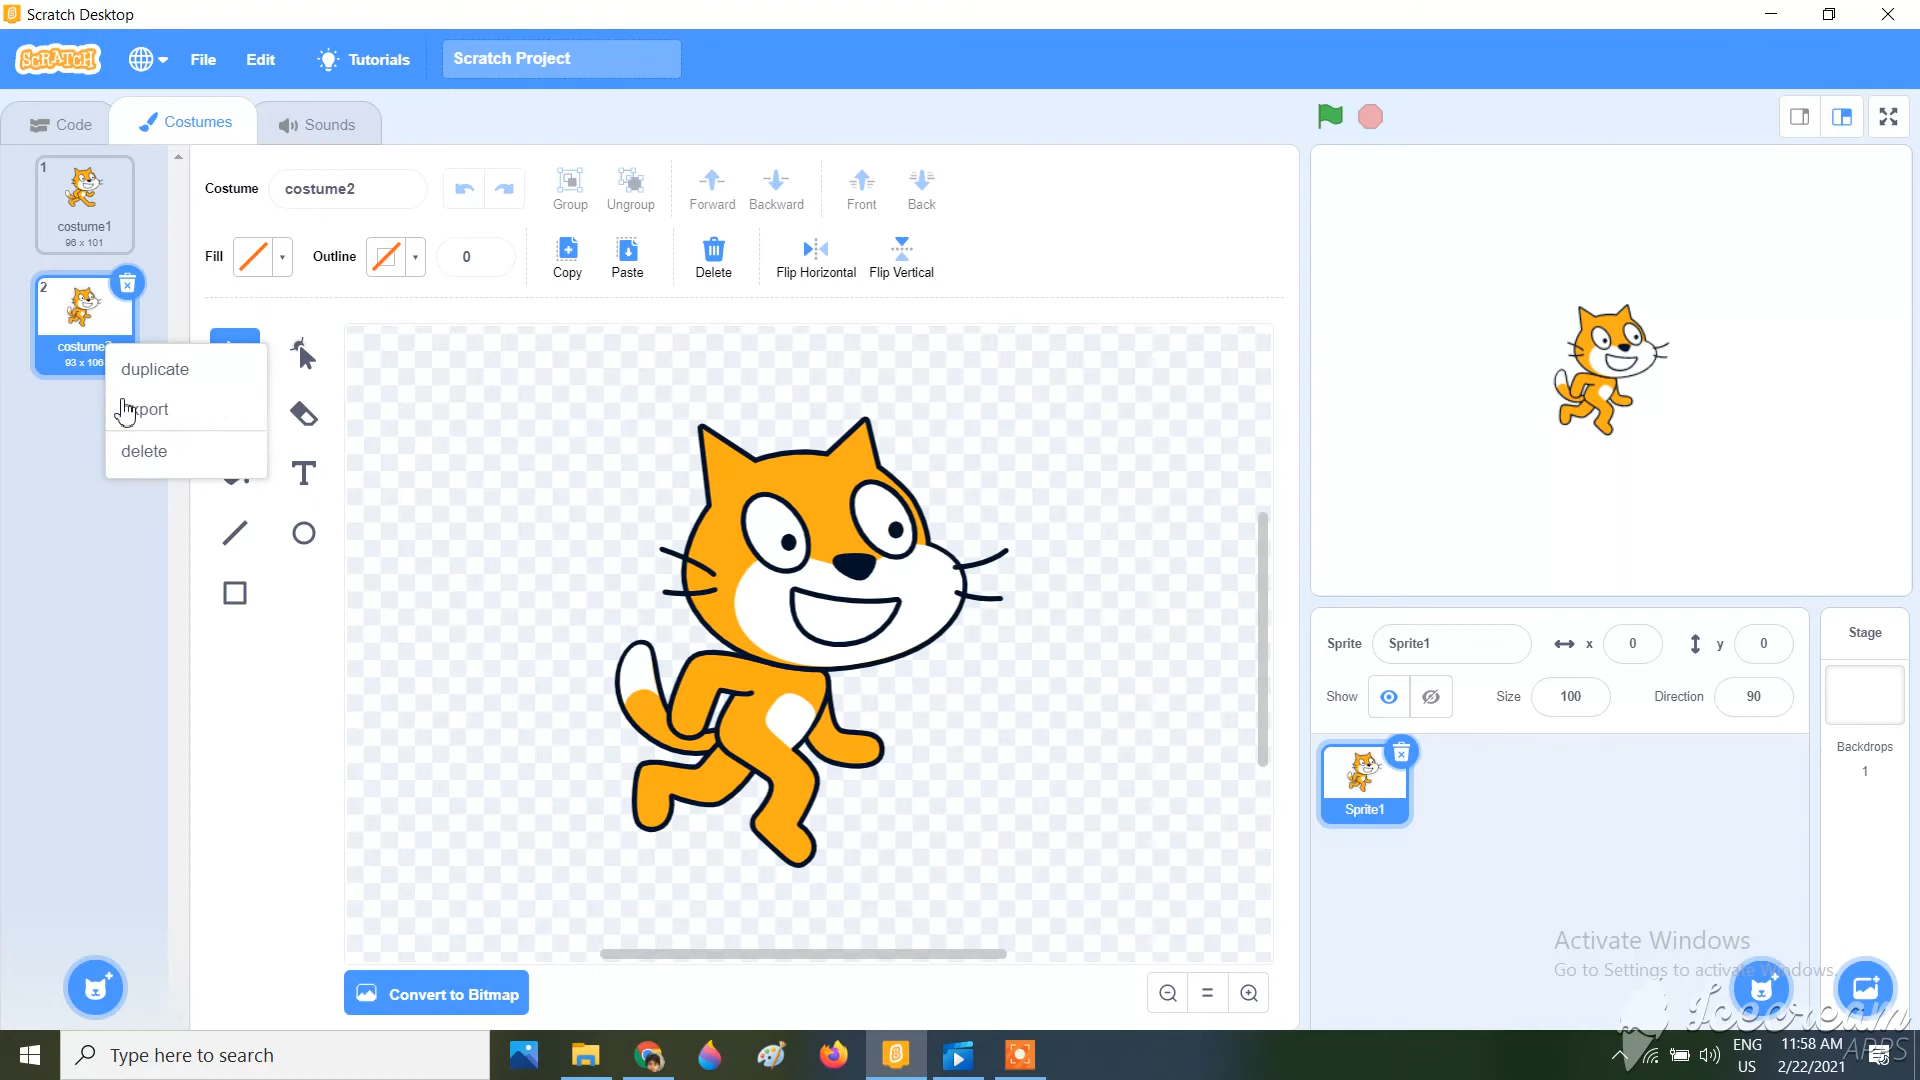 Scratch Desktop
SCRATCH
File
Edit
Tutorials
Scratch Project
Code
Costumes
Sounds
1
costume1
96 x 101
2
93 x 106
duplicate
delete
Costume
costume2
Group
Ungroup
Forward
Backward
Front
Back
Fill
Outline
0
Copy
Paste
Delete
Flip Horizontal
Flip Vertical
T
Convert to Bitmap
Sprite
Sprite1
x
0
y
0
Show
Size
100
Direction
90
Sprite1
Stage
Backdrops
1
Activate Windows
Go to Settings to activate Windows.
Icecream
APPS
Type here to search
ENG
US
11:58 AM
2/22/2021